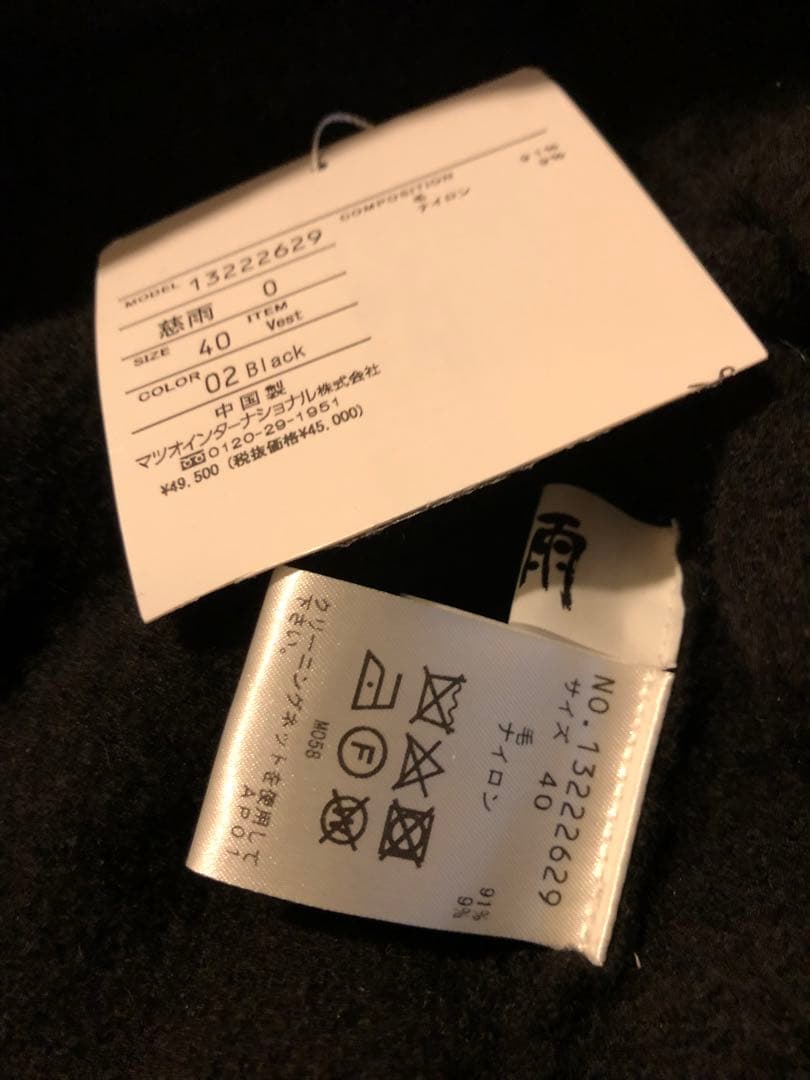 MODEL 13222629
慈雨 0
SIZE 40 ITEM Vest
COLOR 02 Black
中国製
マツオインターナショナル株式会社
0120-29-1951
¥49,500 (税抜価格¥45,000)
COMPOSITION
毛 91%
ナイロン 9%
雨
NO.13222629
サイズ 40
毛 91%
ナイロン 9%
F
W
M058
クリーニングネットを使用して
下さい。
AP01